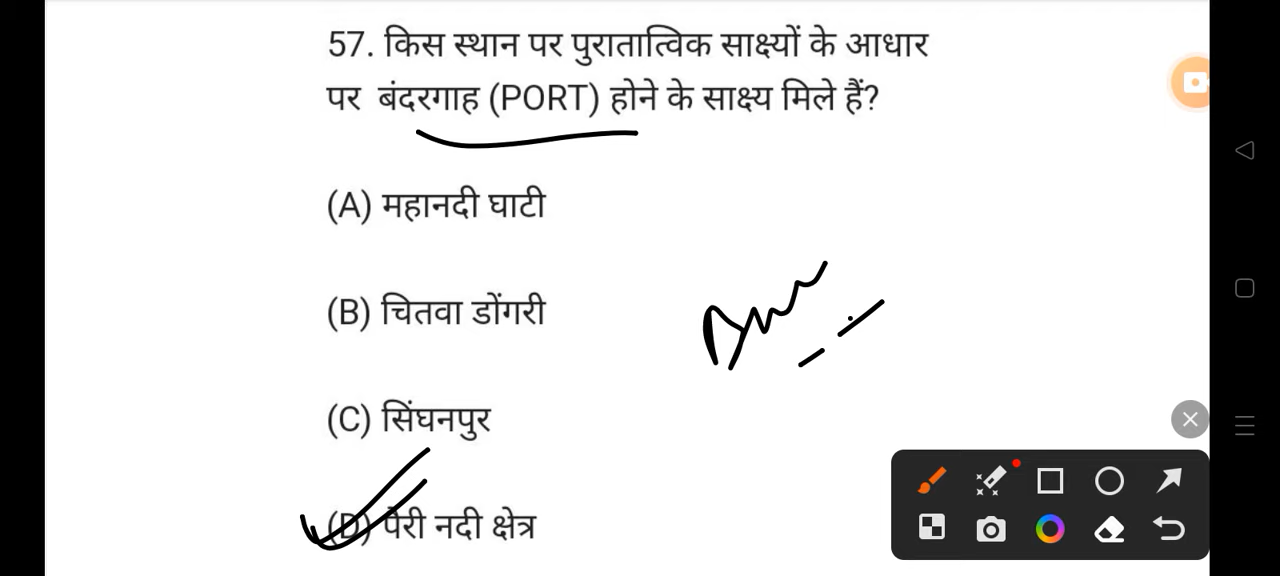 57. किस स्थान पर पुरातात्विक साक्ष्यों के आधार
पर बंदरगाह (PORT) होने के साक्ष्य मिले हैं?
(A) महानदी घाटी
(B) चितवा डोंगरी
(C) सिंघनपुर
(D) पैरी नदी क्षेत्र